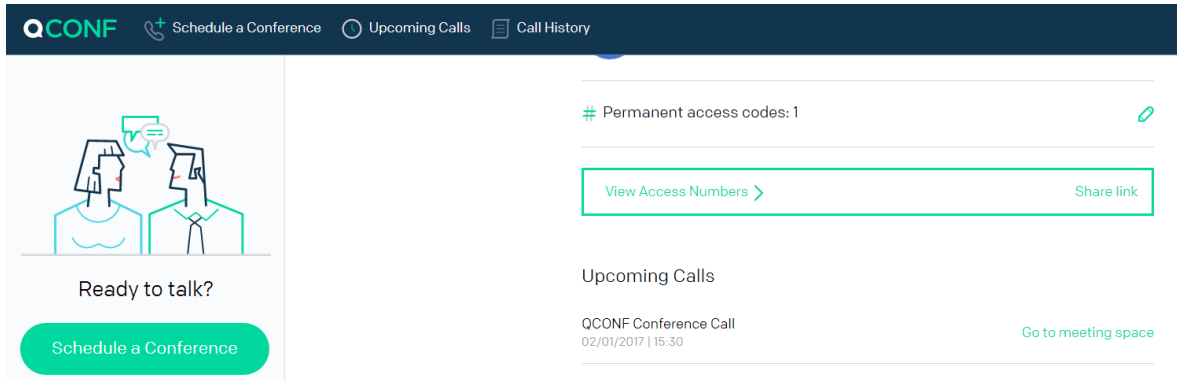 QCONF Schedule a Conference Upcoming Calls Call History
# Permanent access codes: 1
View Access Numbers Share link
Ready to talk?
Schedule a Conference
Upcoming Calls
QCONF Conference Call
02/01/2017 | 15:30
Go to meeting space